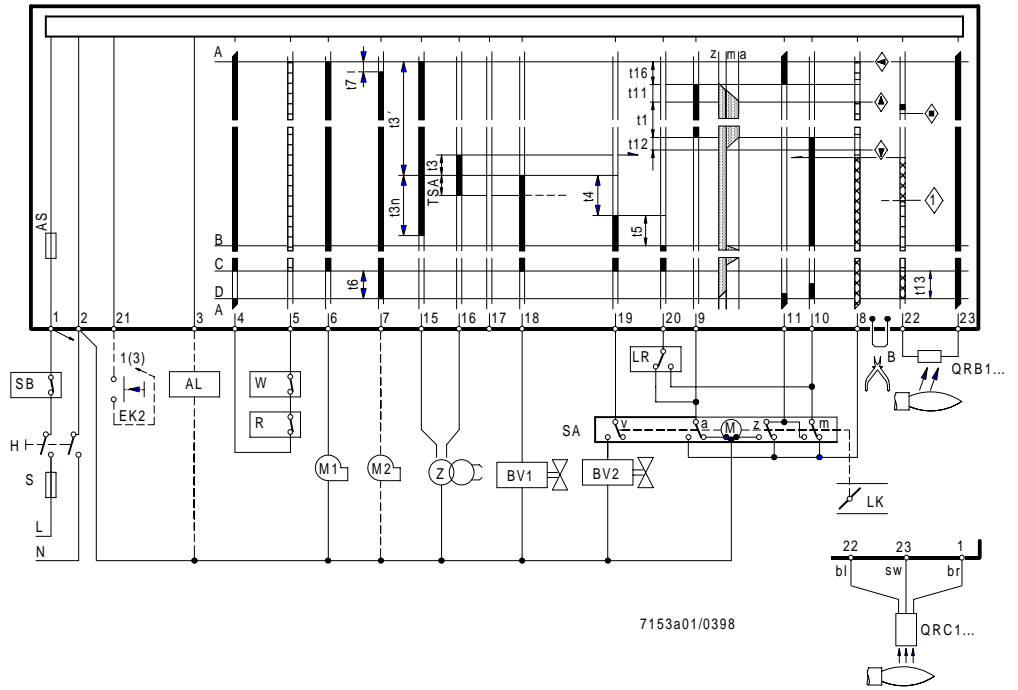 A
z m a
t16
t7
t11
t3´
t1
t12
t3
TSA
t3n
1
t4
t5
AS
B
C
t6
t13
D
A
1 2 21 3 4 5 6 7 15 16 17 18 19 20 9 11 10 8 22 23
1(3)
LR
B
QRB1...
SB
AL
W
EK2
R
v a M z m
SA
H
M1 M2 Z BV1 BV2
S
LK
L
N
22 23 1
bl sw br
7153a01/0398
QRC1...